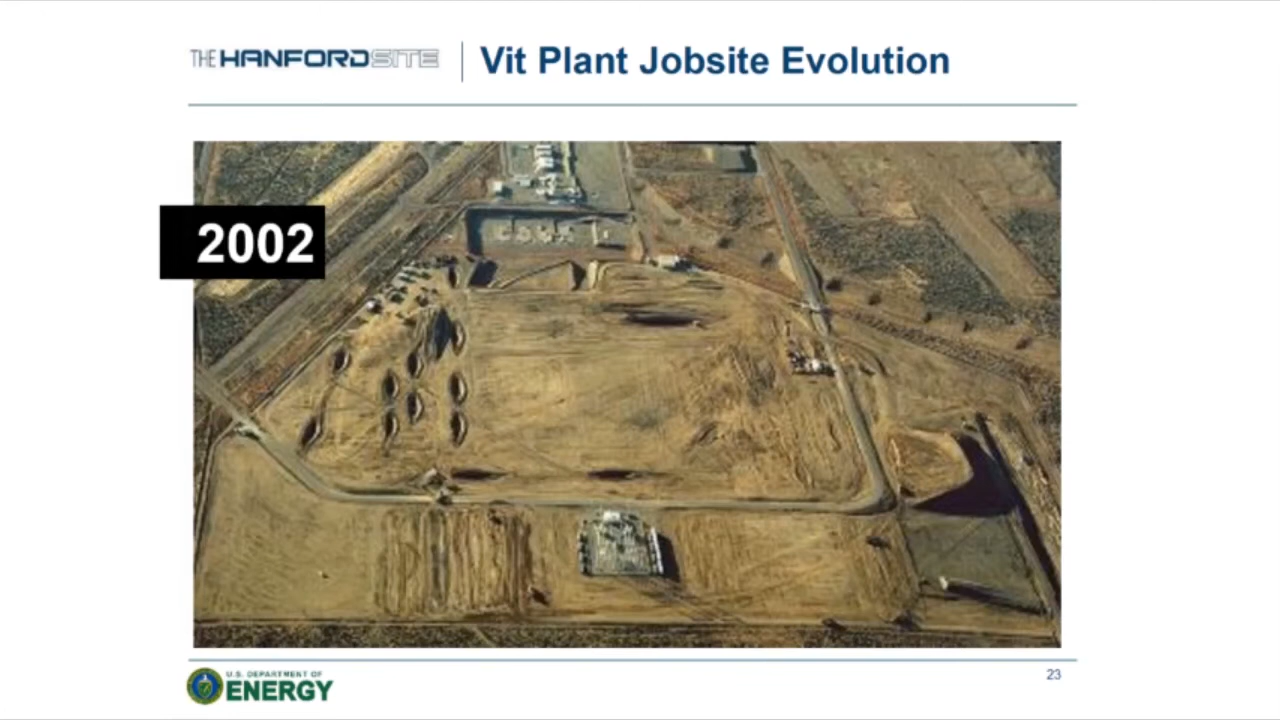 THE HANFORD SITE
Vit Plant Jobsite Evolution
2002
U.S. DEPARTMENT OF
ENERGY
23